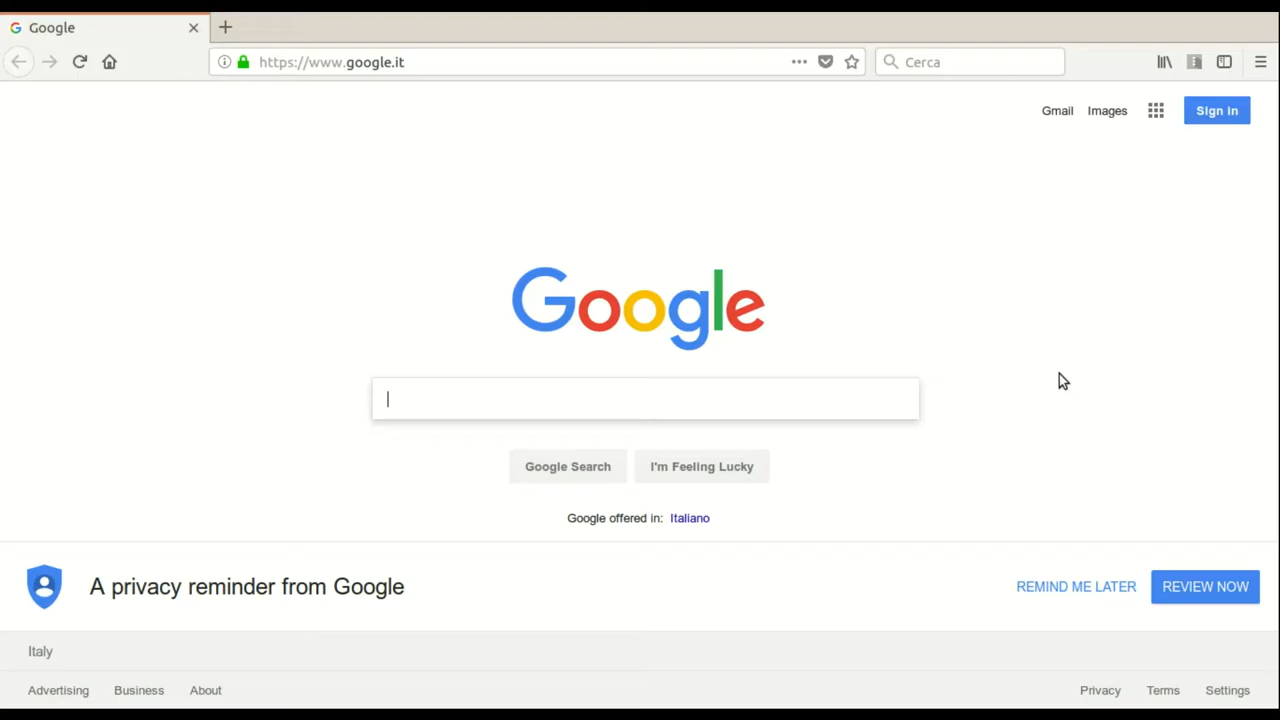 Google
https://www.google.it
Cerca
Gmail Images Sign in
Google
Google Search I'm Feeling Lucky
Google offered in: Italiano
A privacy reminder from Google REMIND ME LATER REVIEW NOW
Italy
Advertising Business About Privacy Terms Settings